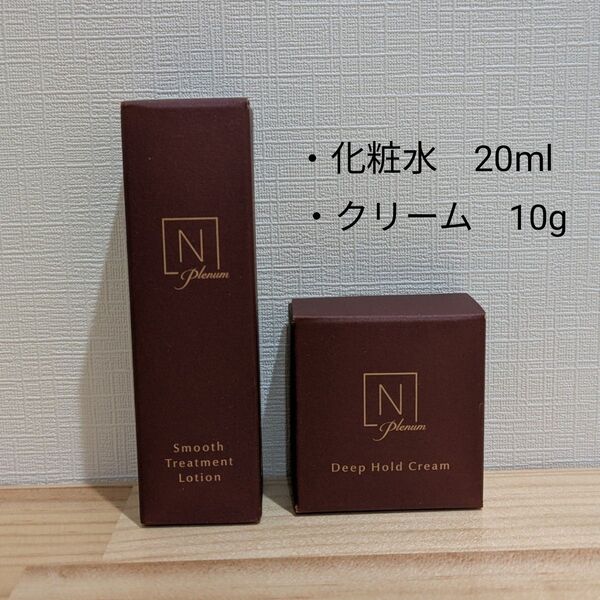 ・化粧水　20ml
・クリーム　10g
N
Plenum
Smooth
Treatment
Lotion
N
Plenum
Deep Hold Cream